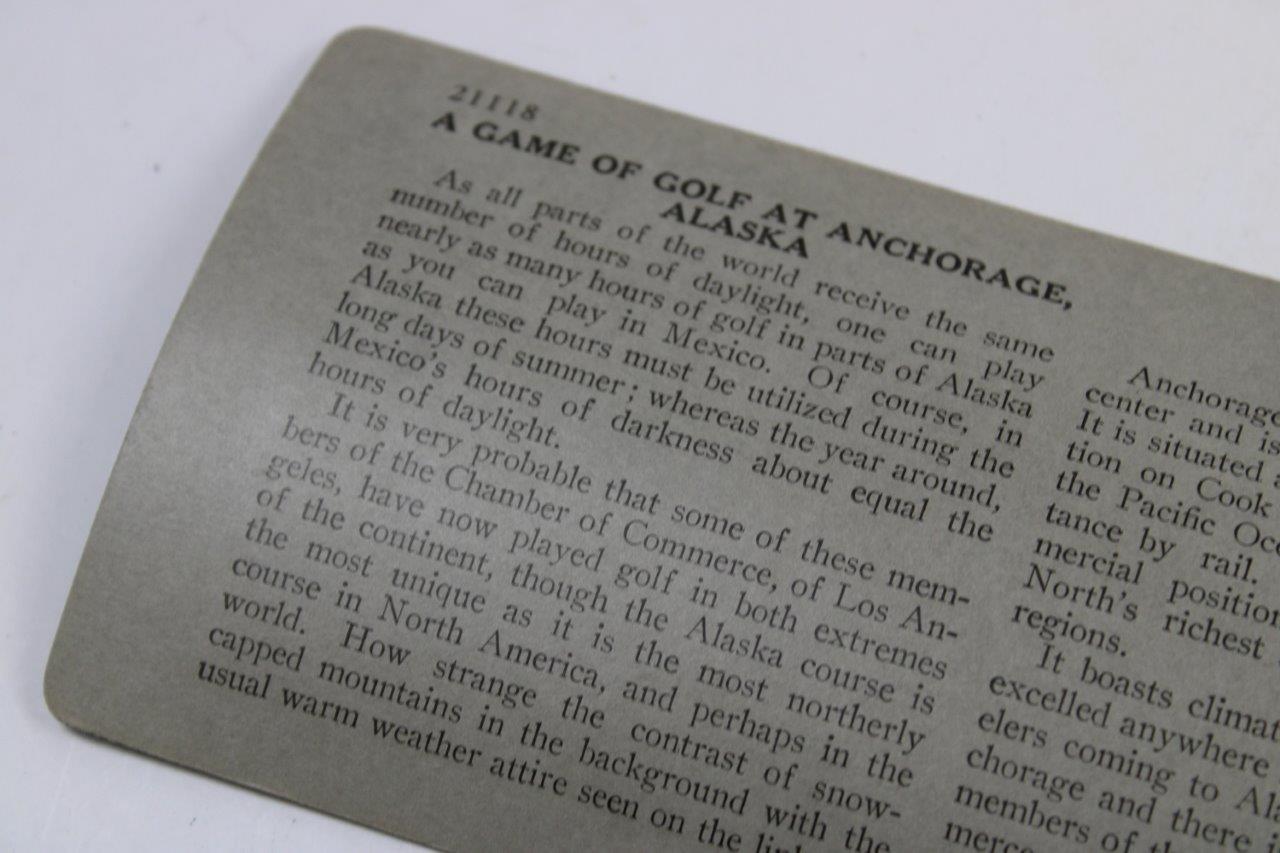 21118
A GAME OF GOLF AT ANCHORAGE,
ALASKA
As all parts of the world receive the same
number of hours of daylight, one can play
nearly as many hours of golf in parts of Alaska
as you can play in Mexico. Of course, in
Alaska these hours must be utilized during the
long days of summer; whereas the year around,
Mexico's hours of darkness about equal the
hours of daylight.
It is very probable that some of these mem-
bers of the Chamber of Commerce, of Los An-
geles, have now played golf in both extremes
of the continent, though the Alaska course is
the most unique as it is the most northerly
course in North America, and perhaps in the
world. How strange the contrast of snow-
capped mountains in the background with the
usual warm weather attire seen on the
Anchorage
center and is
It is situated
tion on Cook
the Pacific
tance by rail.
mercial position
North's richest
regions.
It boasts
excelled anywhere
elers coming to
chorage and there
members of